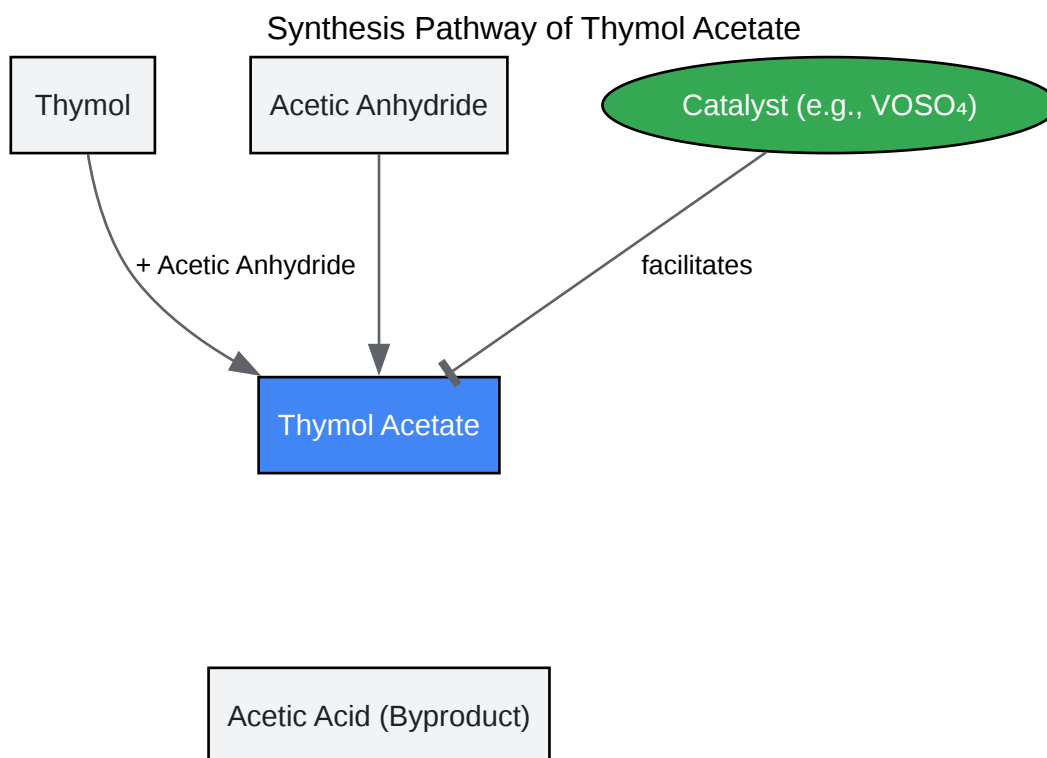 Synthesis Pathway of Thymol Acetate
Thymol
Acetic Anhydride
Catalyst (e.g., VOSO₄)
+ Acetic Anhydride
facilitates
Thymol Acetate
Acetic Acid (Byproduct)